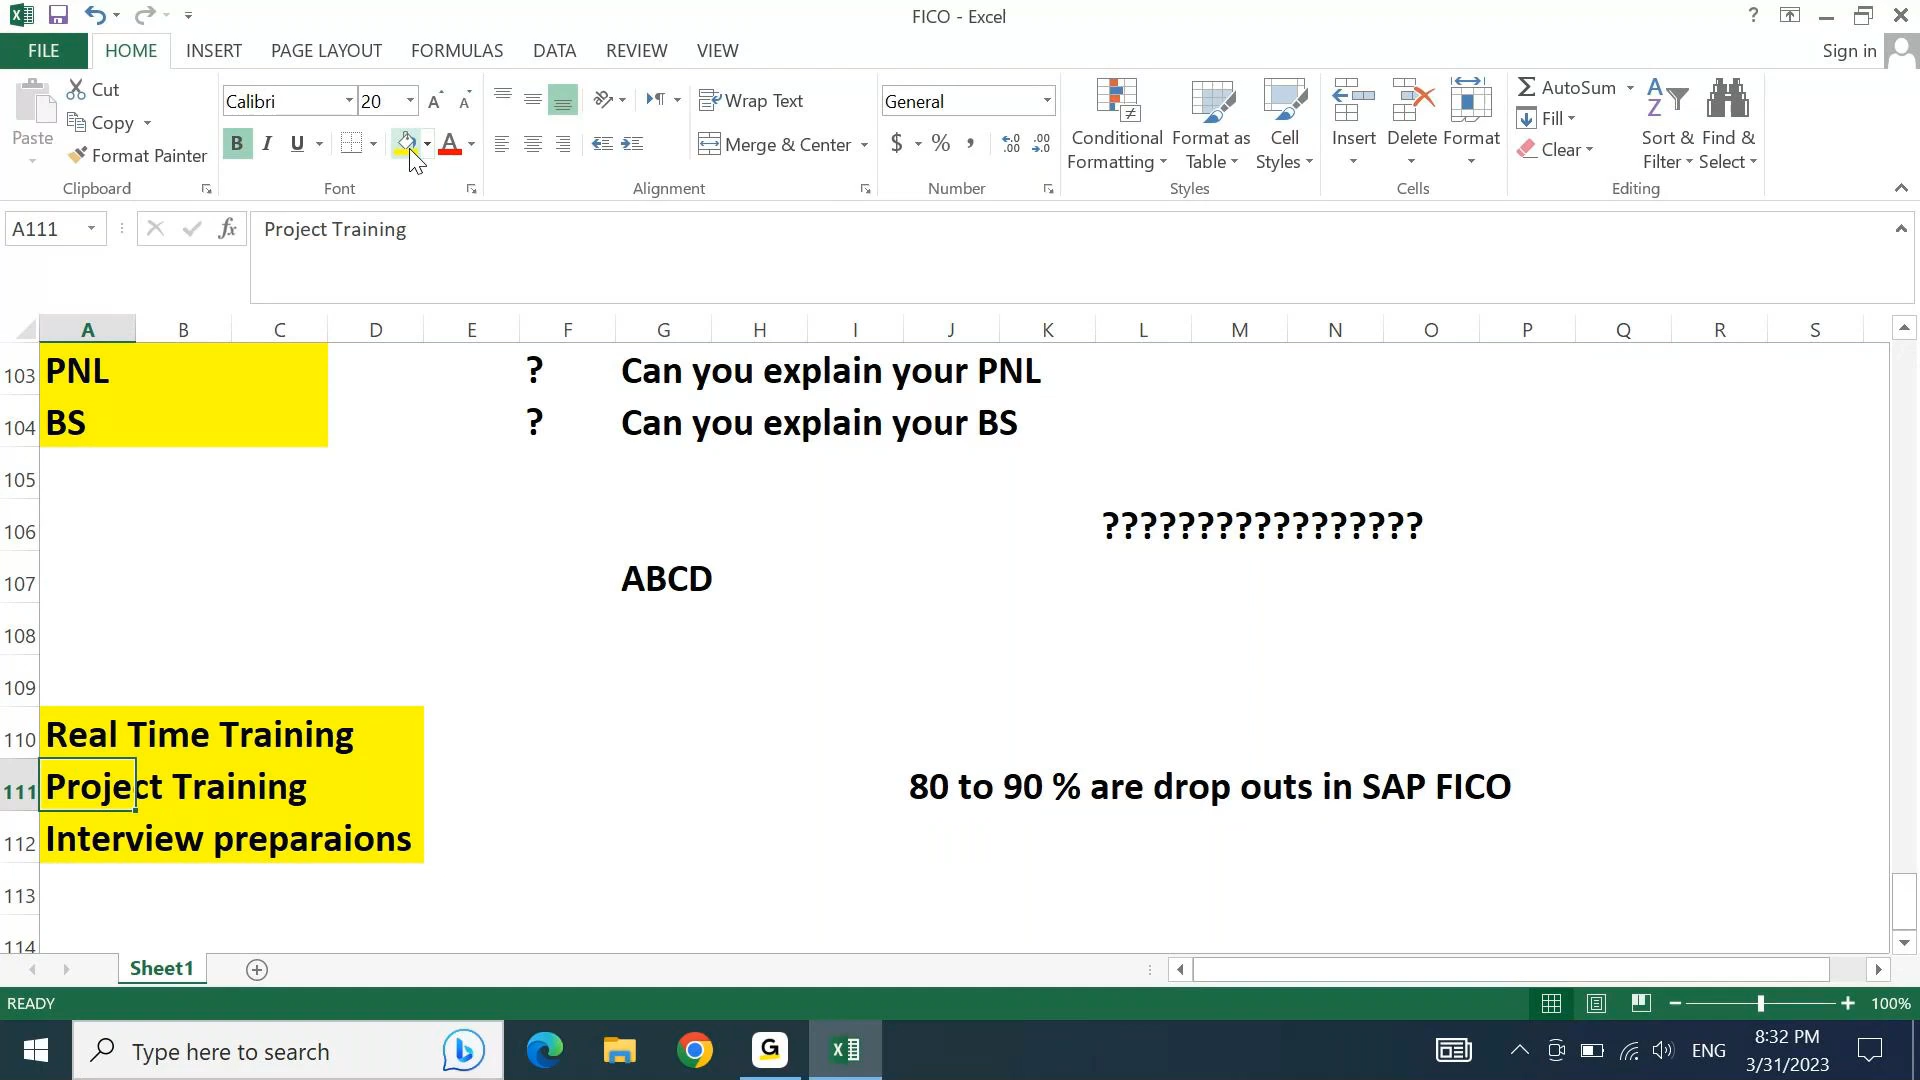 FICO - Excel
?
FILE
HOME
INSERT
PAGE LAYOUT
FORMULAS
DATA
REVIEW
VIEW
Sign in
Paste
Cut
Copy
Format Painter
Clipboard
Calibri
20
B I U
A
Font
Wrap Text
Merge & Center
Alignment
General
$ % ,
Number
Conditional Formatting
Format as Table
Cell Styles
Styles
Insert
Delete
Format
Cells
AutoSum
Fill
Clear
Sort & Filter
Find & Select
Editing
A111
fx
Project Training
A B C D E F G H I J K L M N O P Q R S
103 PNL ? Can you explain your PNL
104 BS ? Can you explain your BS
105
106 ?????????????????
107 ABCD
108
109
110 Real Time Training
111 Project Training 80 to 90 % are drop outs in SAP FICO
112 Interview preparaions
113
114
Sheet1
READY
100%
Type here to search
ENG
8:32 PM
3/31/2023